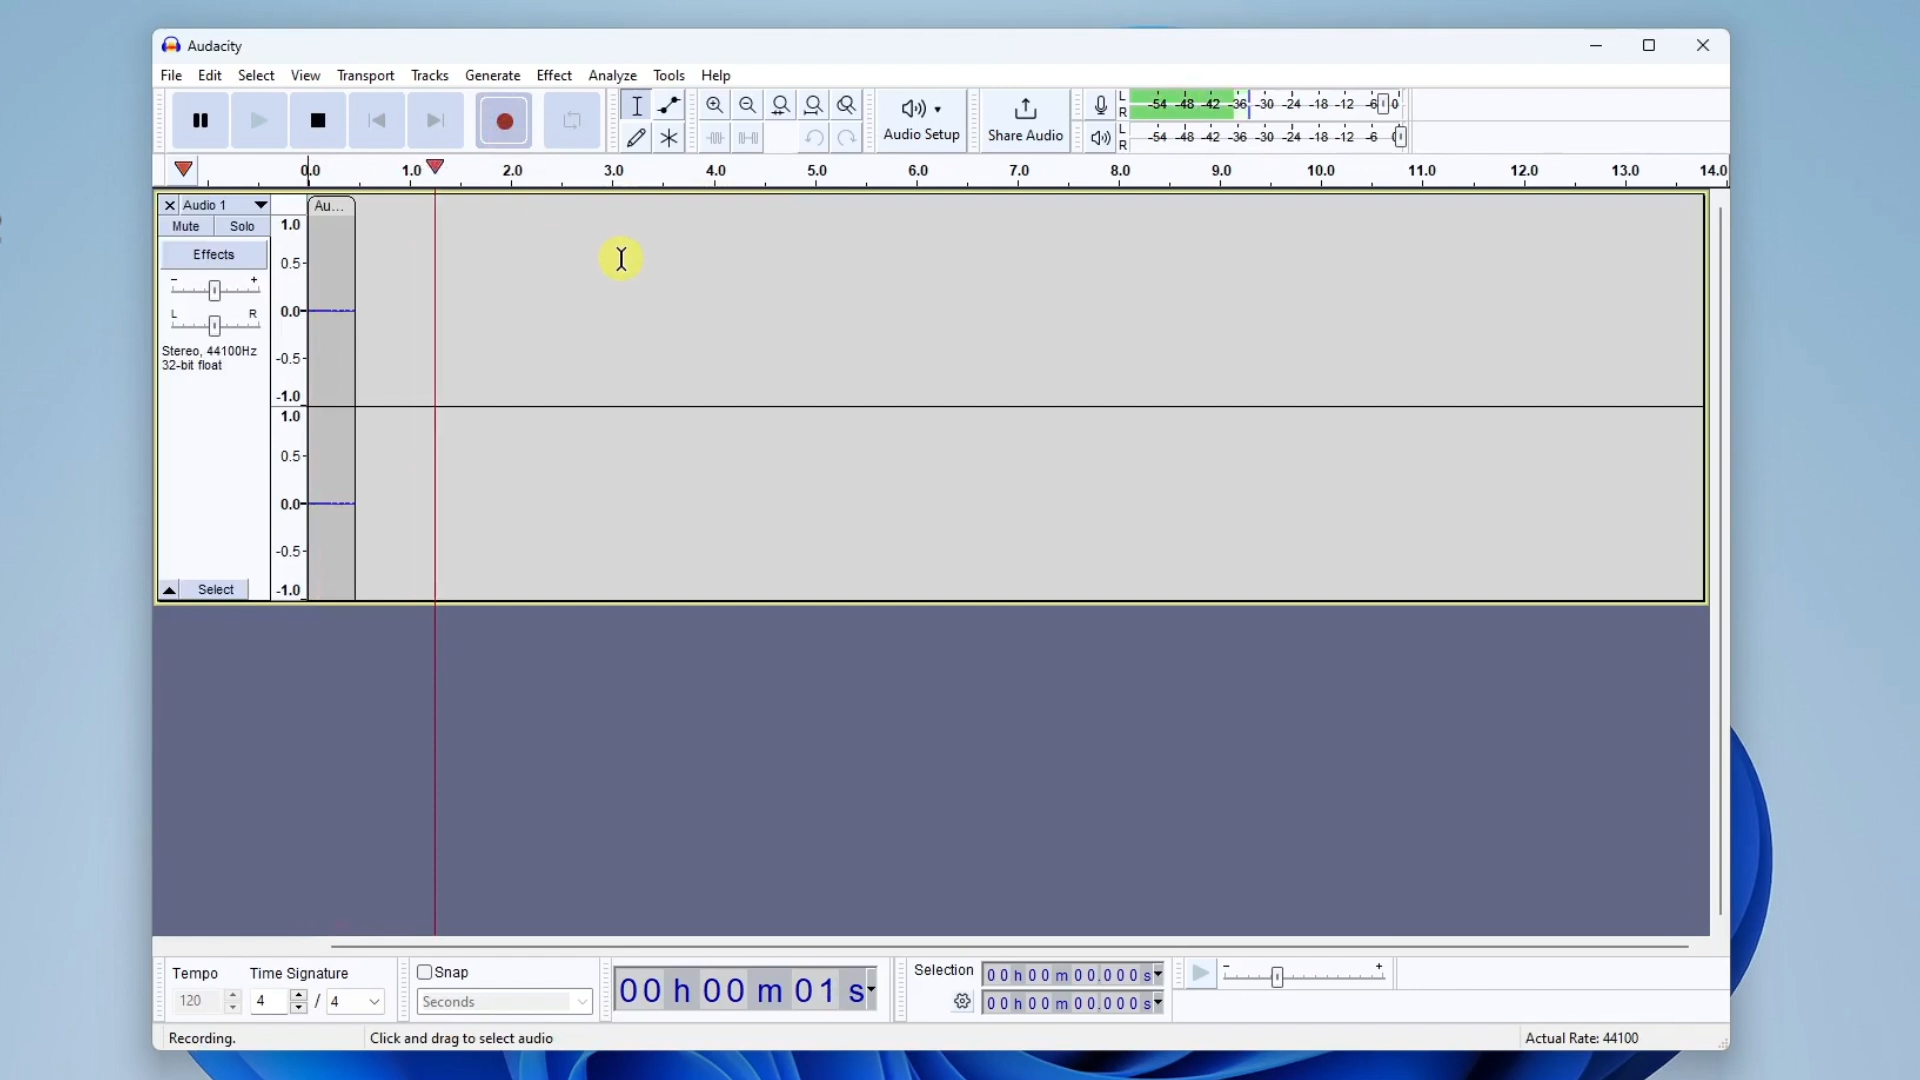 Audacity
File Edit Select View Transport Tracks Generate Effect Analyze Tools Help
Audio Setup
Share Audio
L
R
-54 -48 -42 -36 -30 -24 -18 -12 -6 0
L
R
-54 -48 -42 -36 -30 -24 -18 -12 -6
0.0 1.0 2.0 3.0 4.0 5.0 6.0 7.0 8.0 9.0 10.0 11.0 12.0 13.0 14.0
Audio 1
Au...
Mute Solo
Effects
- +
L R
Stereo, 44100Hz
32-bit float
Select
1.0
0.5
0.0
-0.5
-1.0
1.0
0.5
0.0
-0.5
-1.0
Tempo
120
Time Signature
4 / 4
Snap
Seconds
00 h 00 m 01 s
Selection
00 h 00 m 00.000 s
00 h 00 m 00.000 s
- +
Recording.
Click and drag to select audio
Actual Rate: 44100